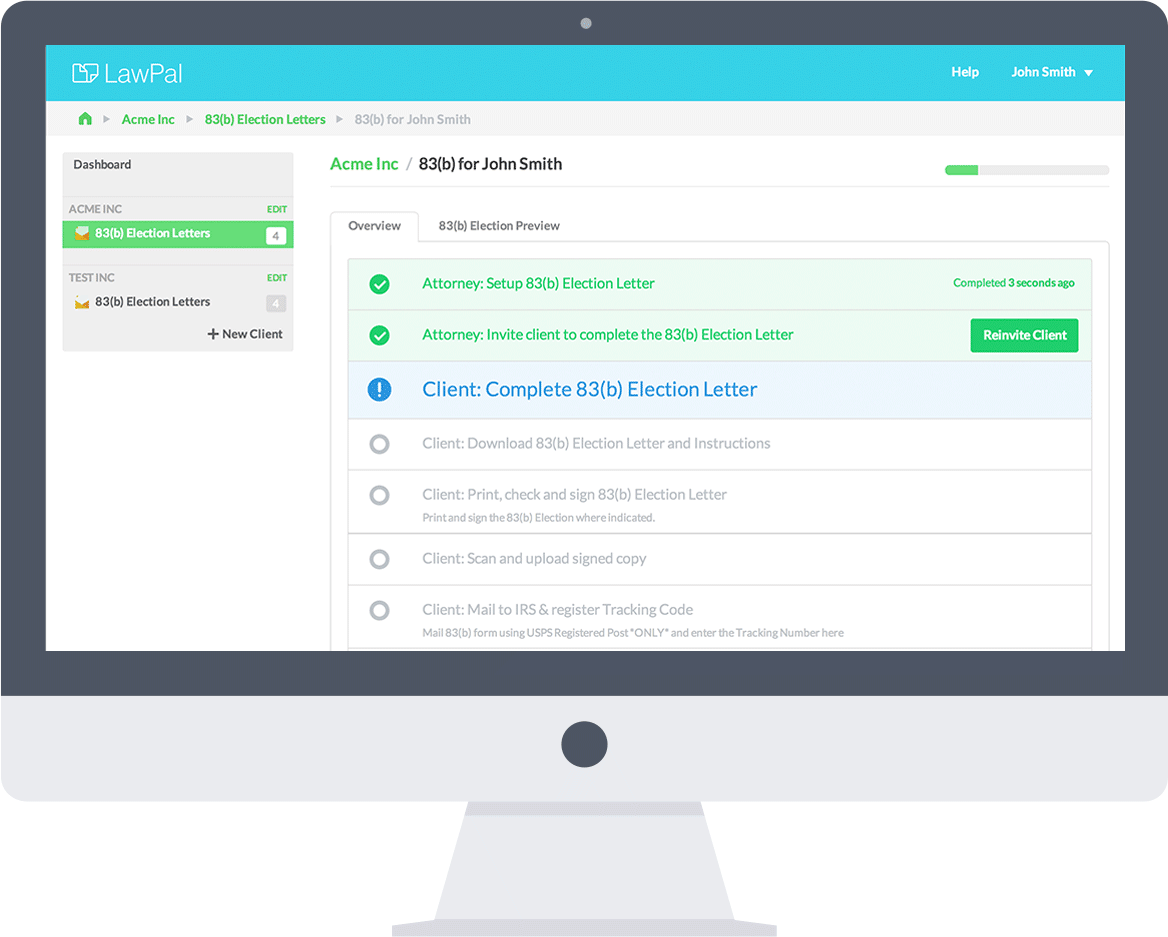 LawPal
Help
John Smith
Acme Inc
83(b) Election Letters
83(b) for John Smith
Dashboard
ACME INC
EDIT
83(b) Election Letters
4
TEST INC
EDIT
83(b) Election Letters
4
New Client
Acme Inc / 83(b) for John Smith
Overview
83(b) Election Preview
Attorney: Setup 83(b) Election Letter
Completed 3 seconds ago
Attorney: Invite client to complete the 83(b) Election Letter
Reinvite Client
Client: Complete 83(b) Election Letter
Client: Download 83(b) Election Letter and Instructions
Client: Print, check and sign 83(b) Election Letter
Print and sign the 83(b) Election where indicated.
Client: Scan and upload signed copy
Client: Mail to IRS & register Tracking Code
Mail 83(b) form using USPS Registered Post "ONLY" and enter the Tracking Number here